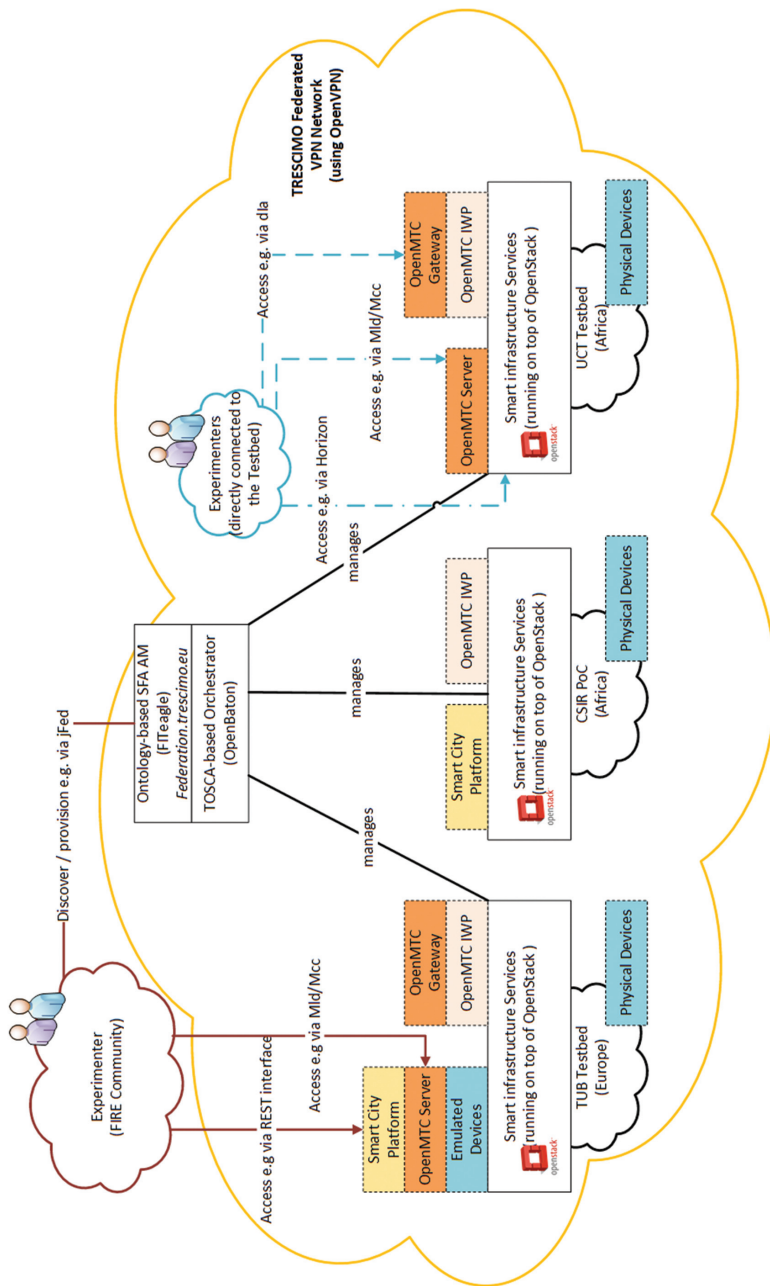 Experimenter
(FIRE Community)
Discover / provision e.g. via jFed
Access e.g via REST interface
Access e.g via Mld/Mcc
Ontology-based SFA AM
(FITeagle)
Federation.trescimo.eu
TOSCA-based Orchestrator
(OpenBaton)
manages
manages
manages
Experimenters
(directly connected to
the Testbed)
Access e.g. via Horizon
Access e.g. via Mld/Mcc
Access e.g. via dla
TRESCIMO Federated
VPN Network
(using OpenVPN)
Smart City
Platform
OpenMTC Server
Emulated
Devices
OpenMTC
Gateway
OpenMTC IWP
Smart infrastructure Services
(running on top of OpenStack )
openstack
TUB Testbed
(Europe)
Physical Devices
Smart City
Platform
OpenMTC IWP
Smart infrastructure Services
(running on top of OpenStack )
openstack
CSIR PoC
(Africa)
Physical Devices
OpenMTC Server
OpenMTC
Gateway
OpenMTC IWP
Smart infrastructure Services
(running on top of OpenStack )
openstack
UCT Testbed
(Africa)
Physical Devices